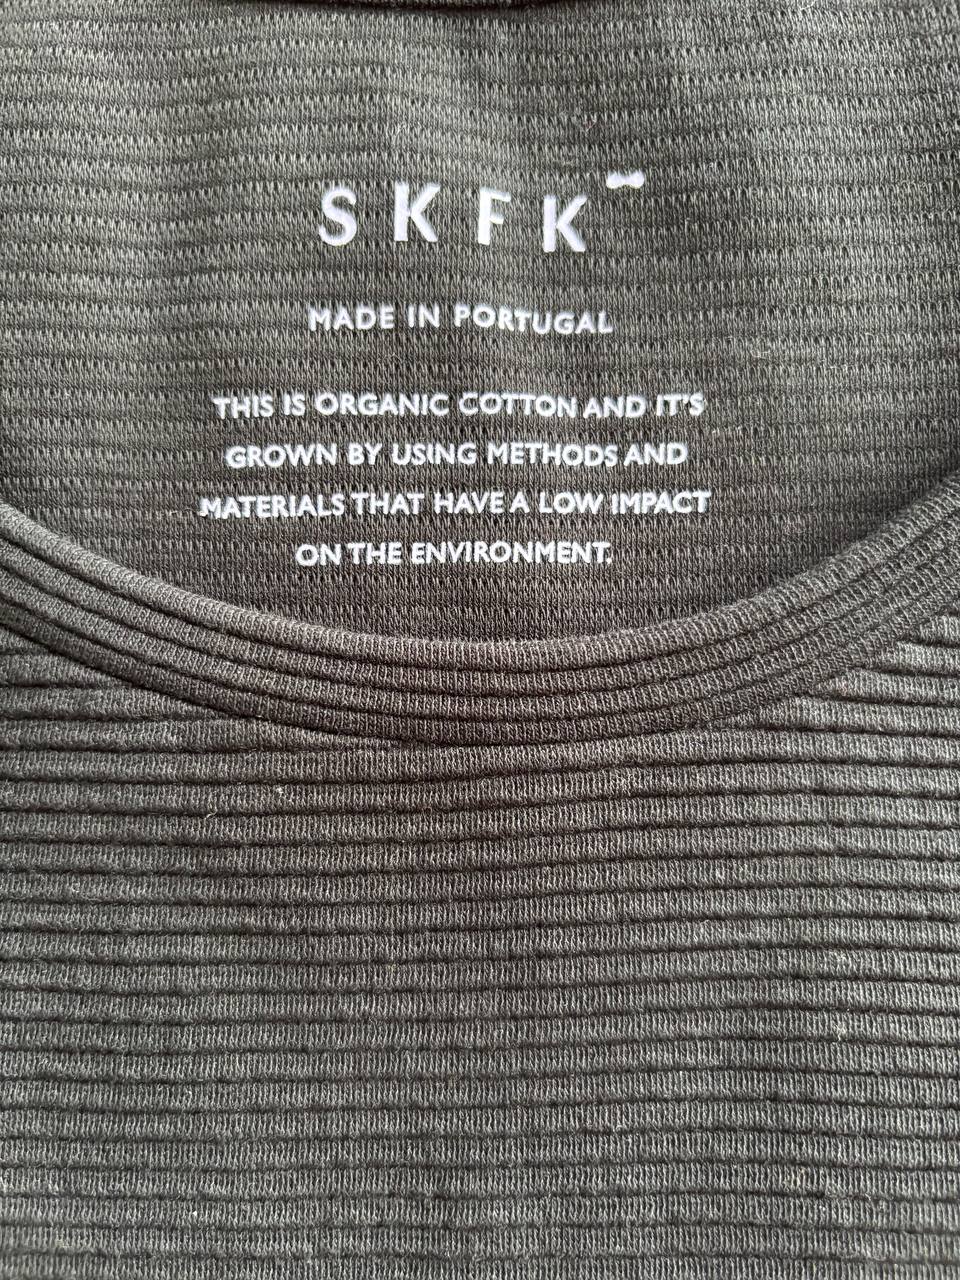 SKFK
MADE IN PORTUGAL
THIS IS ORGANIC COTTON AND IT'S
GROWN BY USING METHODS AND
MATERIALS THAT HAVE A LOW IMPACT
ON THE ENVIRONMENT.